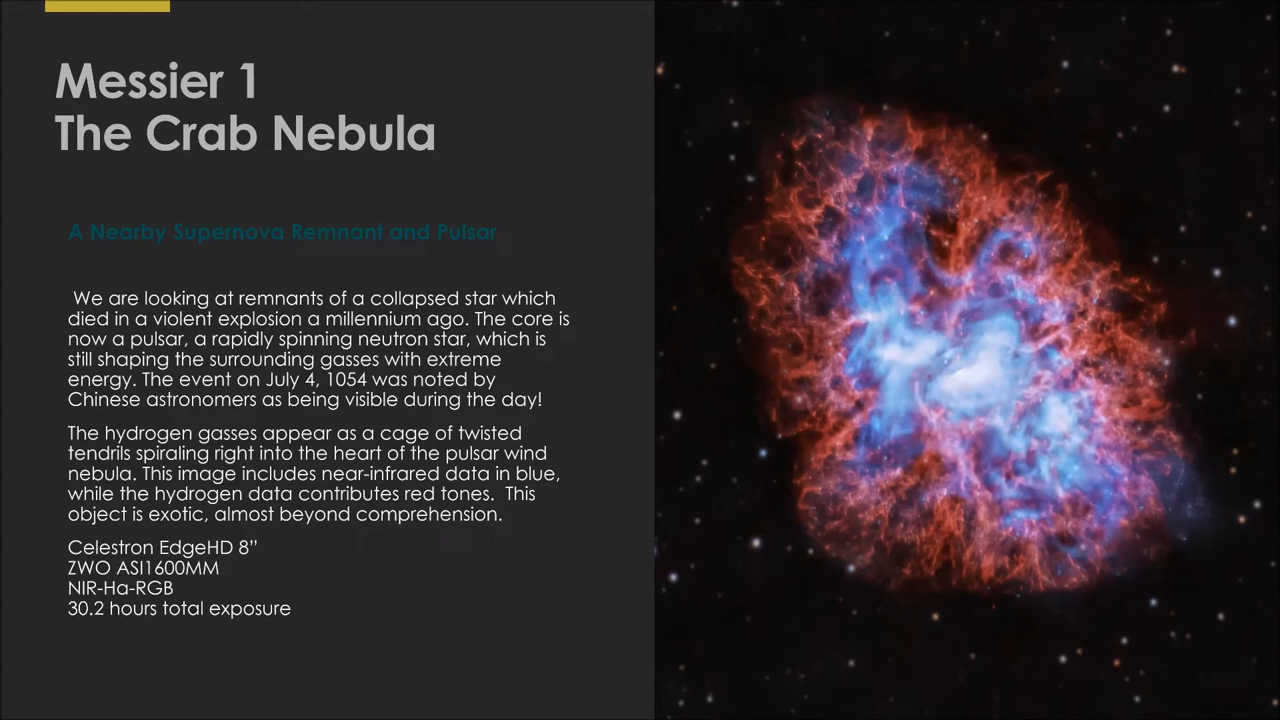 Messier 1
The Crab Nebula
A Nearby Supernova Remnant and Pulsar
We are looking at remnants of a collapsed star which
died in a violent explosion a millennium ago. The core is
now a pulsar, a rapidly spinning neutron star, which is
still shaping the surrounding gasses with extreme
energy. The event on July 4, 1054 was noted by
Chinese astronomers as being visible during the day!
The hydrogen gasses appear as a cage of twisted
tendrils spiraling right into the heart of the pulsar wind
nebula. This image includes near-infrared data in blue,
while the hydrogen data contributes red tones.  This
object is exotic, almost beyond comprehension.
Celestron EdgeHD 8”
ZWO ASI1600MM
NIR-Ha-RGB
30.2 hours total exposure